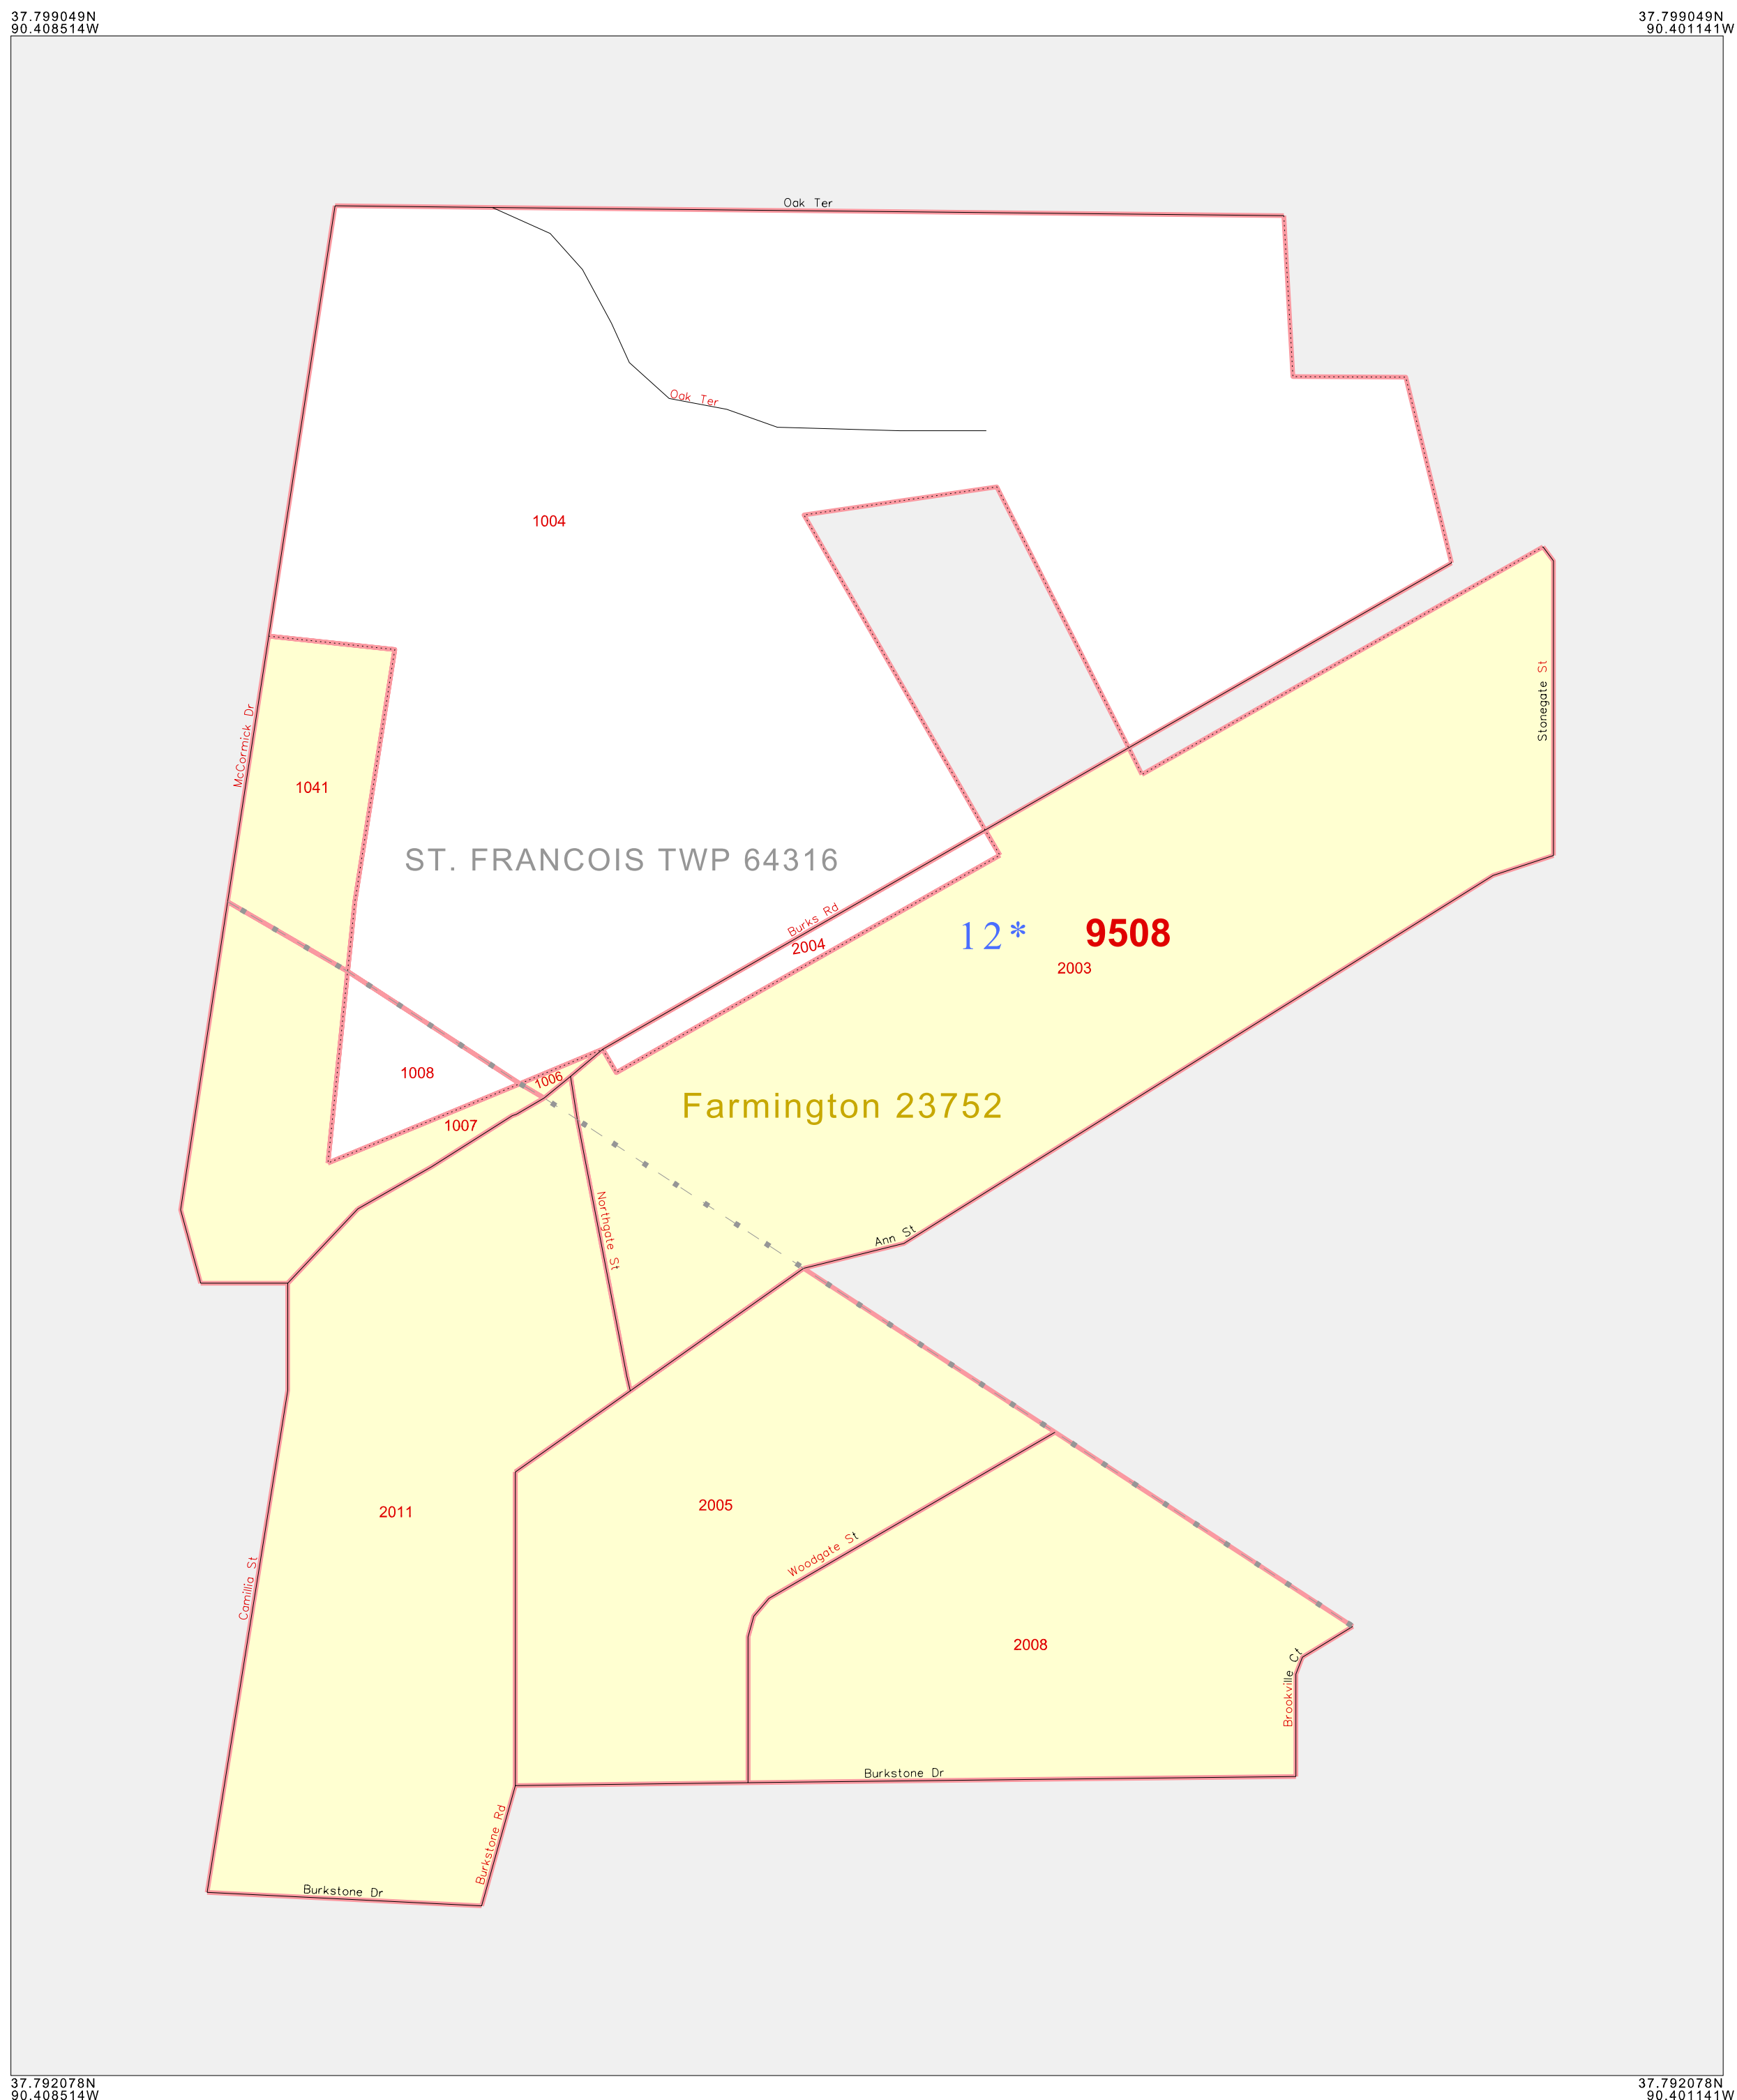 37.799049N
90.408514W
37.799049N
90.401141W
Oak Ter
Oak Ter
1004
Stonegate St
McCormick Dr
1041
ST. FRANCOIS TWP 64316
Burks Rd
2004
12*
9508
2003
1008
1006
Farmington 23752
1007
Northgate St
Ann St
2011
2005
Woodgate St
Camillia St
2008
Brookville Ct
Burkstone Dr
Burkstone Rd
Burkstone Dr
37.792078N
90.408514W
37.792078N
90.401141W